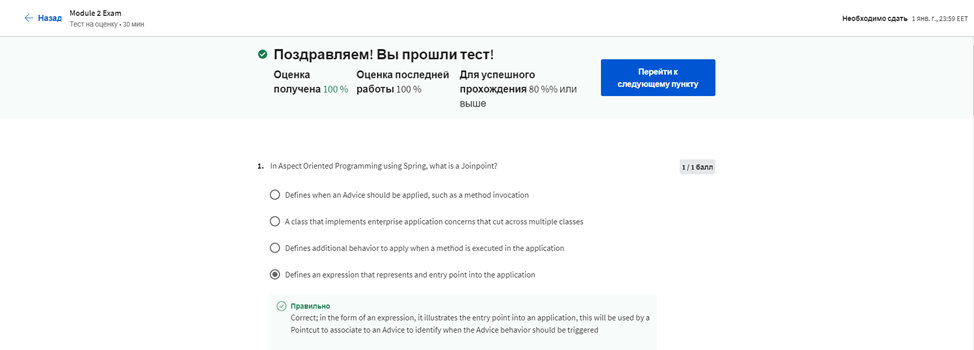 Назад
Module 2 Exam
Тест на оценку • 30 мин
Необходимо сдать 1 янв. г., 23:59 EET
Поздравляем! Вы прошли тест!
Оценка
получена 100 %
Оценка последней
работы 100 %
Для успешного
прохождения 80 %% или
выше
Перейти к
следующему пункту
1. In Aspect Oriented Programming using Spring, what is a Joinpoint?
1 / 1 балл
Defines when an Advice should be applied, such as a method invocation
A class that implements enterprise application concerns that cut across multiple classes
Defines additional behavior to apply when a method is executed in the application
Defines an expression that represents and entry point into the application
Правильно
Correct; in the form of an expression, it illustrates the entry point into an application, this will be used by a
Pointcut to associate to an Advice to identify when the Advice behavior should be triggered